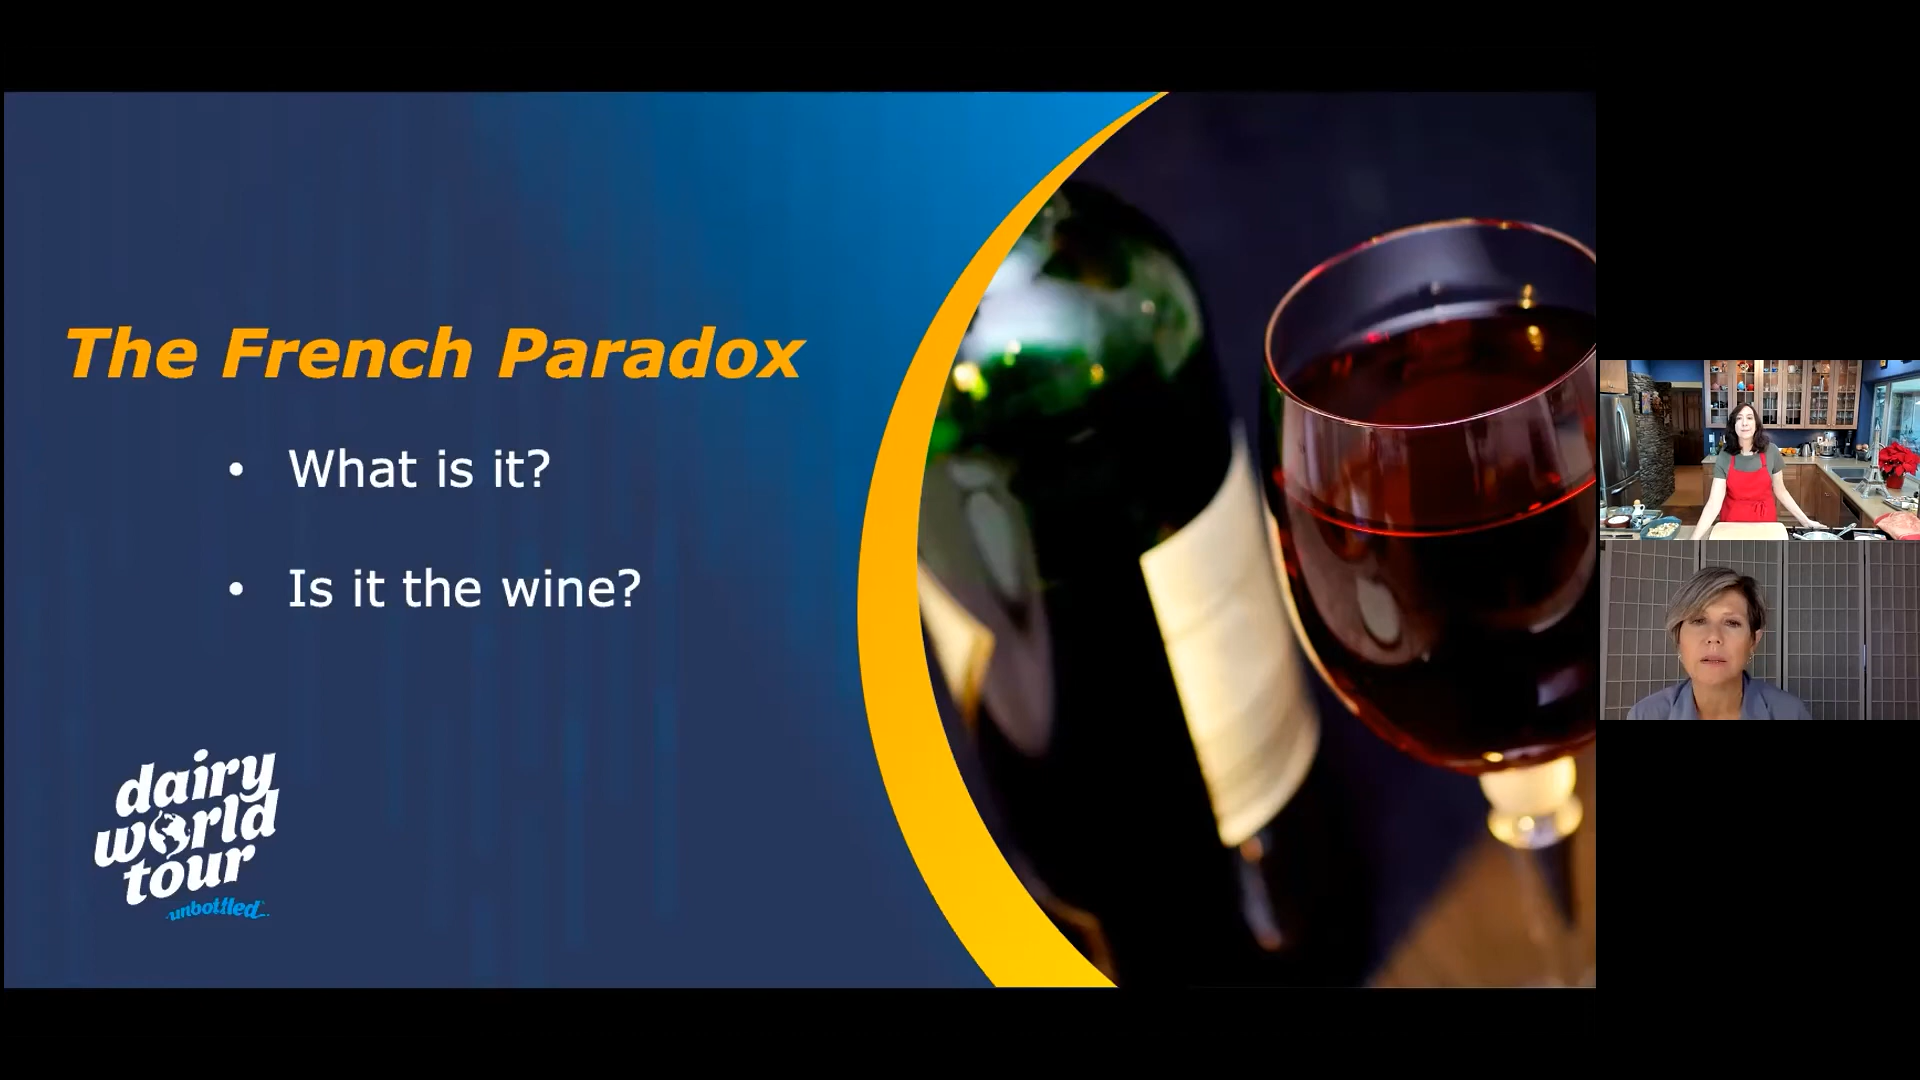 The French Paradox
• What is it?
• Is it the wine?
dairy
world
tour
unbottled